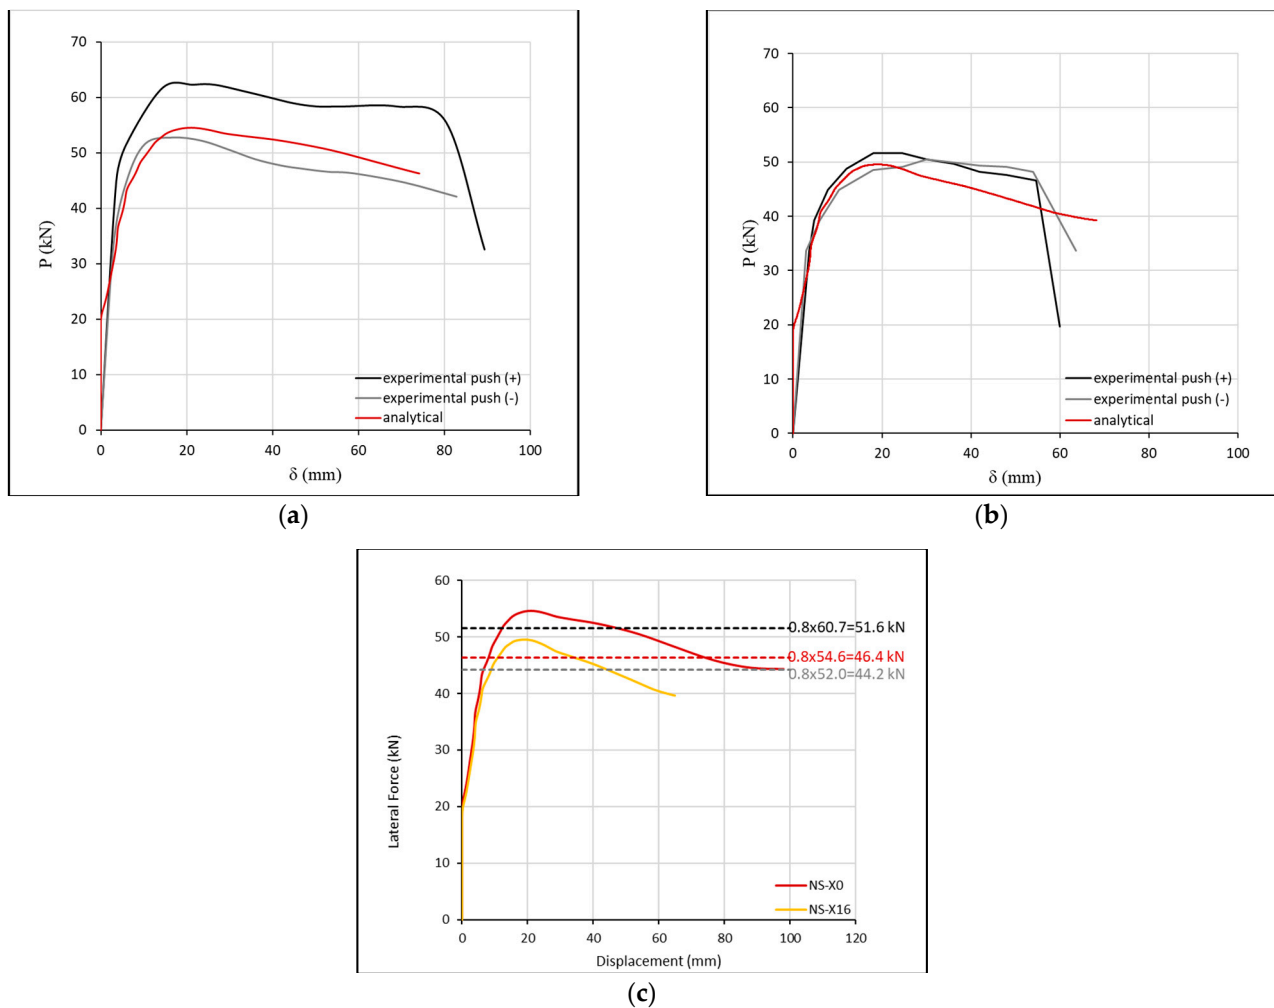 70
60
50
40
30
20
10
0
P (kN)
0 20 40 60 80 100
δ (mm)
experimental push (+)
experimental push (-)
analytical
(a)
70
60
50
40
30
20
10
0
P (kN)
0 20 40 60 80 100
δ (mm)
experimental push (+)
experimental push (-)
analytical
(b)
60
50
40
30
20
10
0
Lateral Force (kN)
0.8x60.7=51.6 kN
0.8x54.6=46.4 kN
0.8x52.0=44.2 kN
NS-X0
NS-X16
0 20 40 60 80 100 120
Displacement (mm)
(c)